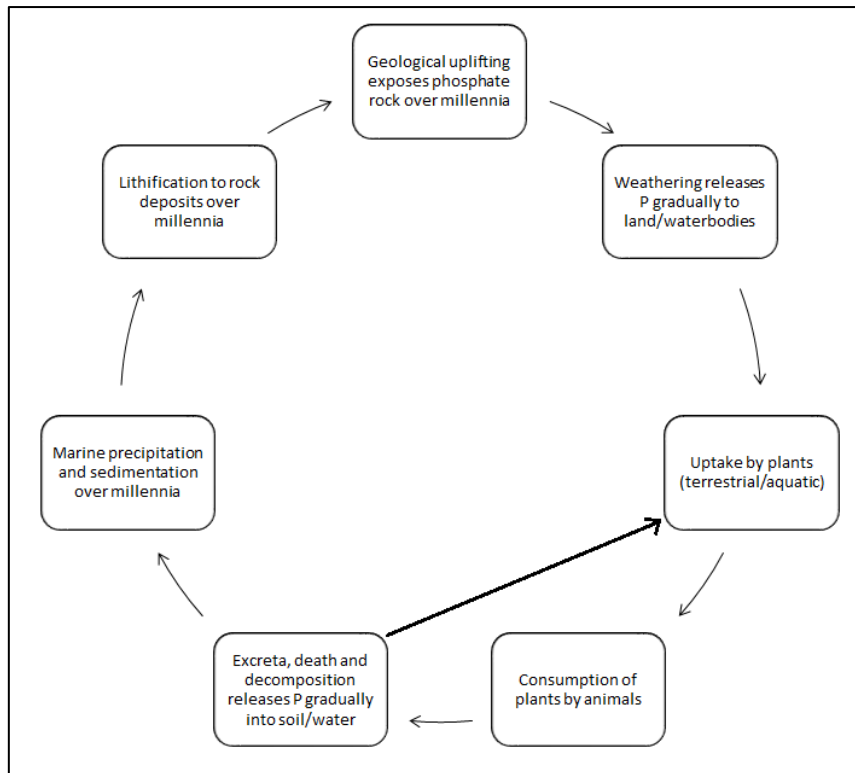 Geological uplifting
exposes phosphate
rock over millennia
Weathering releases
P gradually to
land/waterbodies
Uptake by plants
(terrestrial/aquatic)
Consumption of
plants by animals
Excreta, death and
decomposition
releases P gradually
into soil/water
Marine precipitation
and sedimentation
over millennia
Lithification to rock
deposits over
millennia